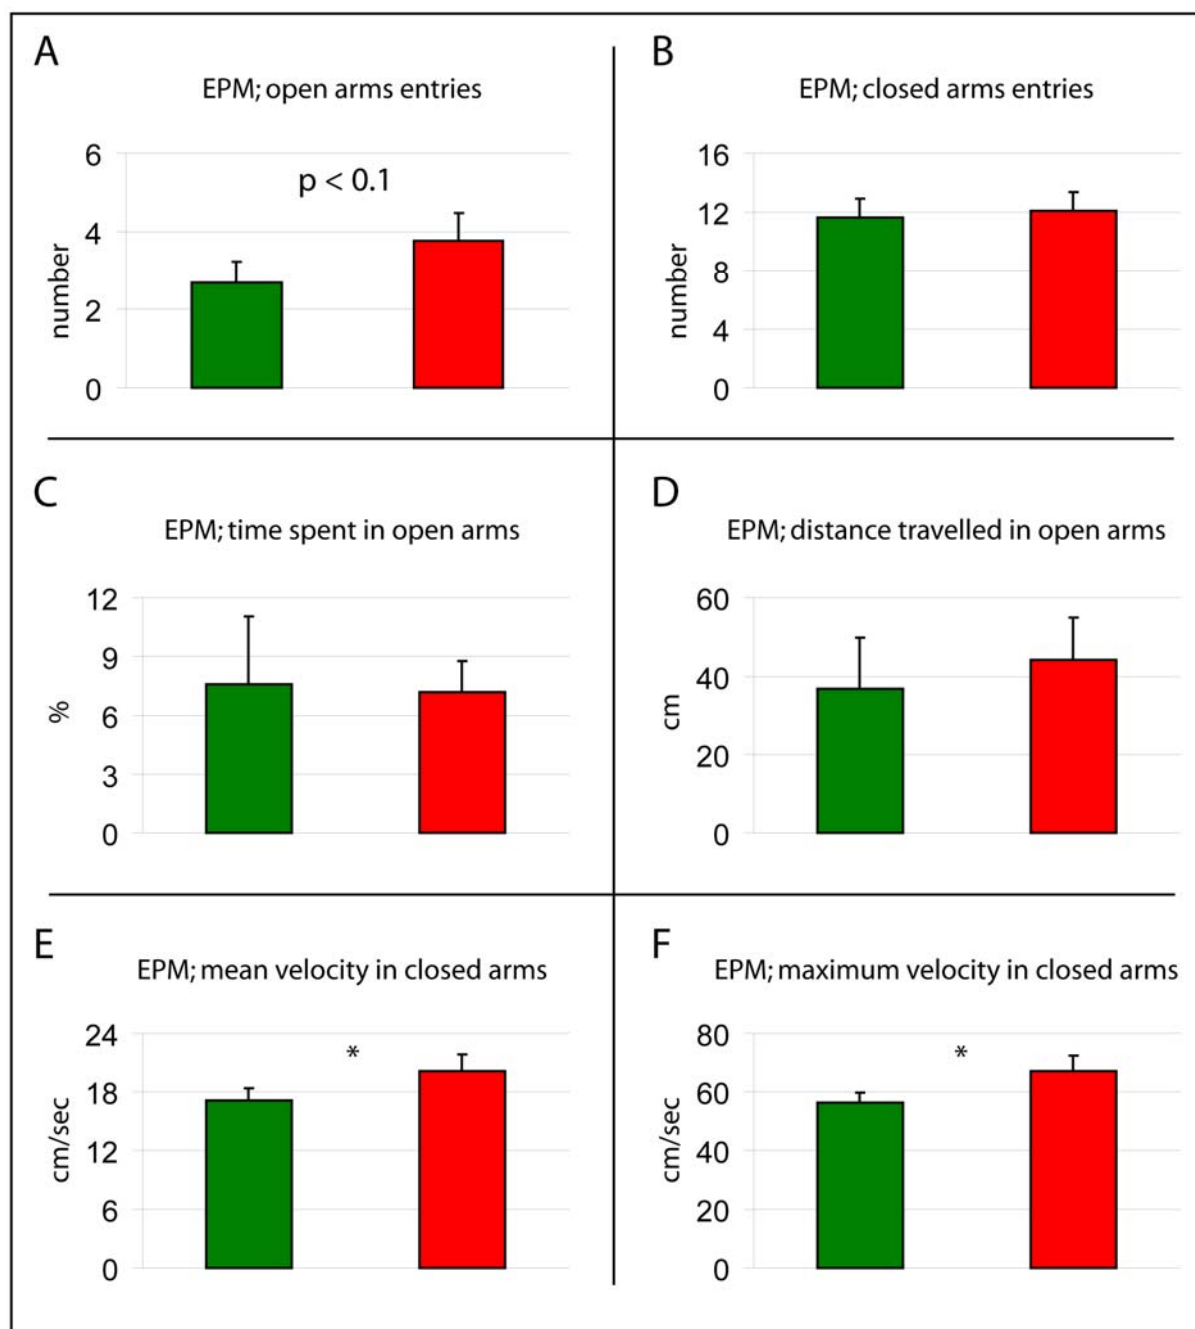 A
EPM; open arms entries
6
4
2
0
number
p < 0.1
B
EPM; closed arms entries
16
12
8
4
0
number
C
EPM; time spent in open arms
12
9
6
3
0
%
D
EPM; distance travelled in open arms
60
40
20
0
cm
E
EPM; mean velocity in closed arms
24
18
12
6
0
cm/sec
*
F
EPM; maximum velocity in closed arms
80
60
40
20
0
cm/sec
*